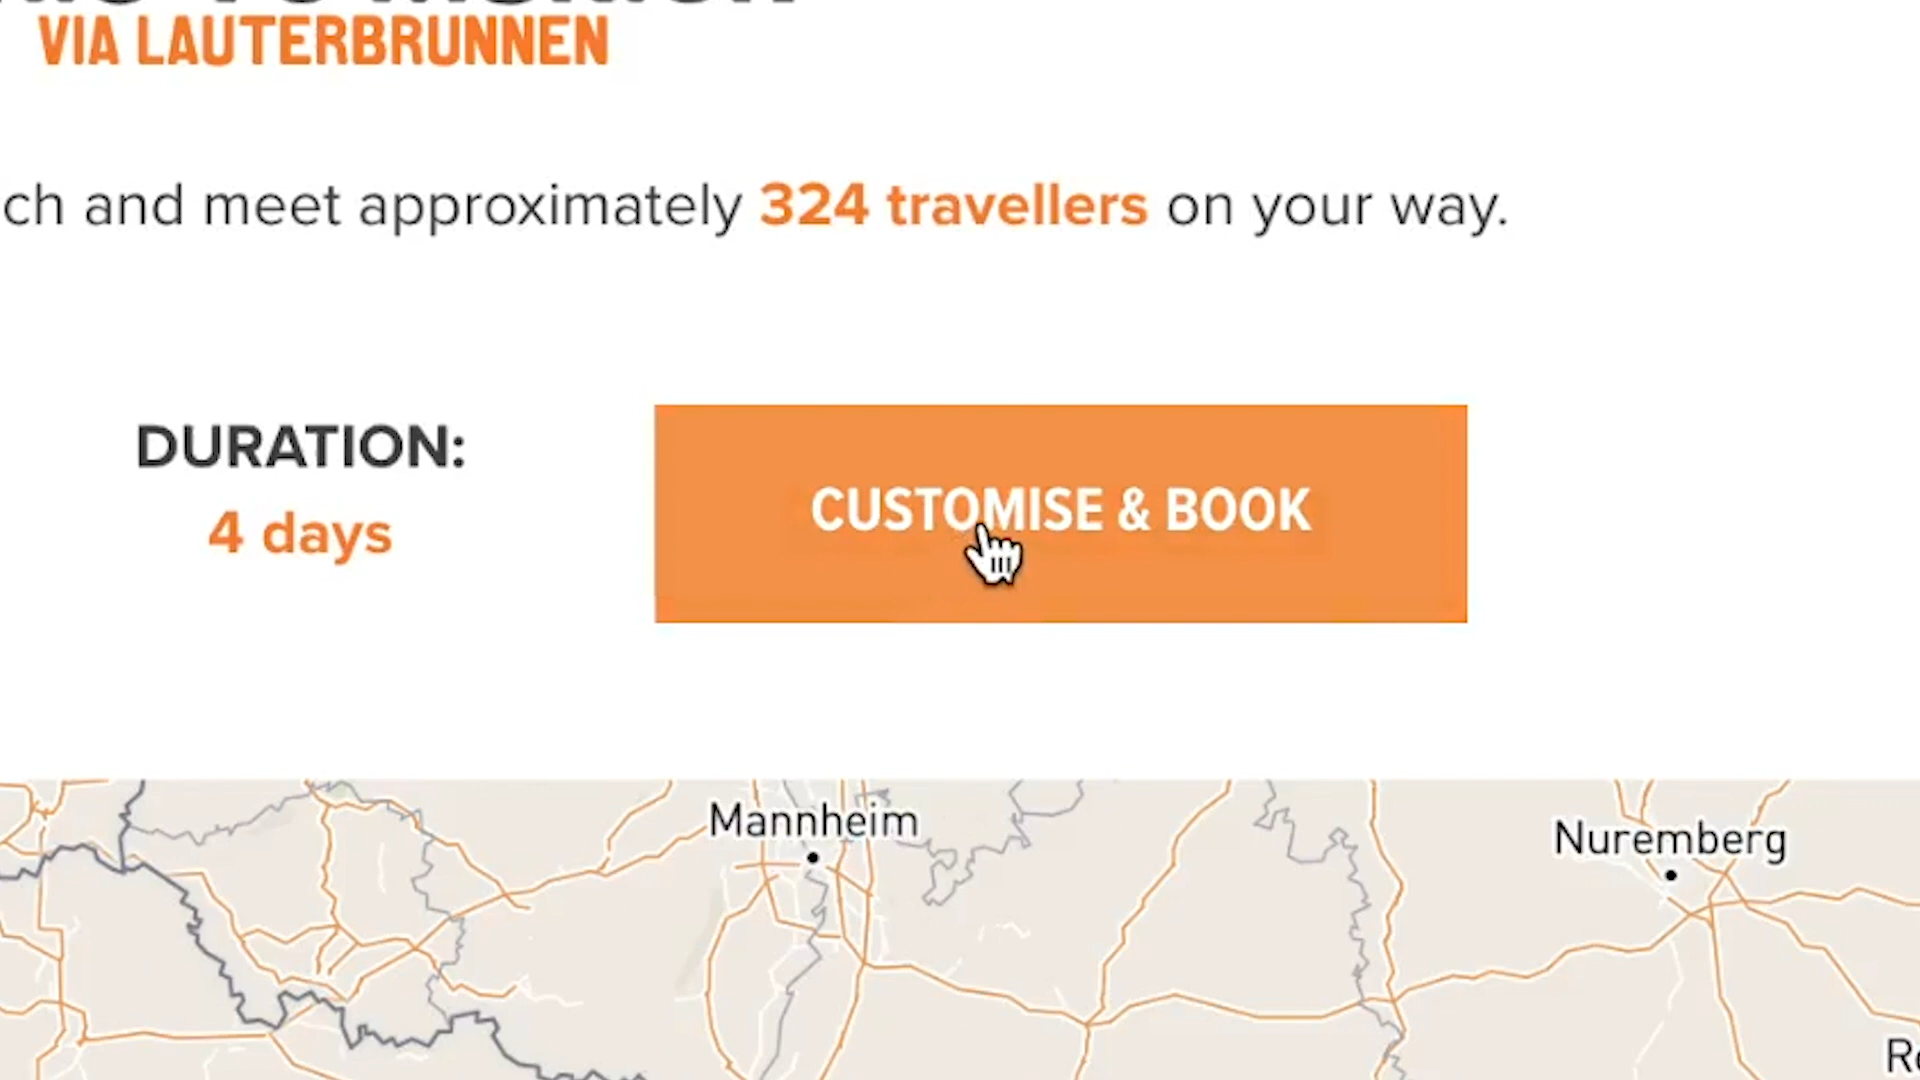 VIA LAUTERBRUNNEN
ch and meet approximately 324 travellers on your way.
DURATION:
4 days
CUSTOMISE & BOOK
Mannheim
Nuremberg